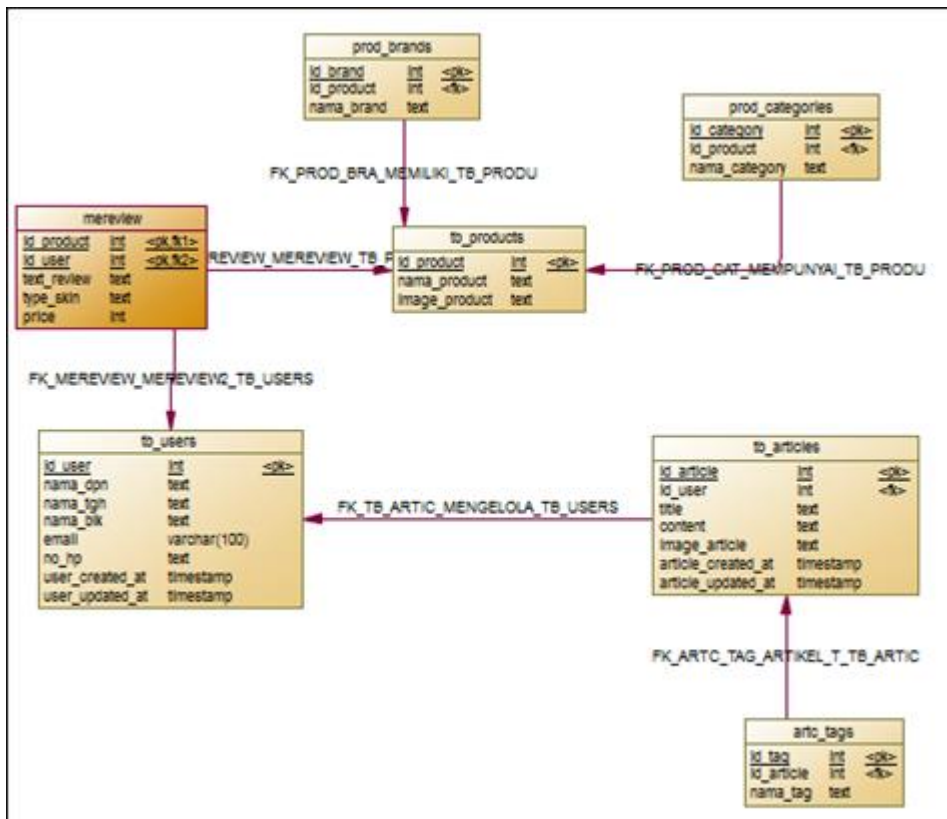 prod_brands
id_brand int <pk>
id_product int <fk>
nama_brand text
prod_categories
id_category int <pk>
id_product int <fk>
nama_category text
FK_PROD_BRA_MEMILIKI_TB_PRODU
mereview
id_product int <pk,fk1>
id_user int <pk,fk2>
text_review text
type_skin text
price int
REVIEW_MEREVIEW_TB_P
tb_products
id_product int <pk>
nama_product text
image_product text
FK_PROD_CAT_MEMPUNYAI_TB_PRODU
FK_MEREVIEW_MEREVIEW2_TB_USERS
tb_users
id_user int <pk>
nama_dpn text
nama_tgh text
nama_blk text
email varchar(100)
no_hp text
user_created_at timestamp
user_updated_at timestamp
FK_TB_ARTIC_MENGELOLA_TB_USERS
tb_articles
id_article int <pk>
id_user int <fk>
title text
content text
image_article text
article_created_at timestamp
article_updated_at timestamp
FK_ARTC_TAG_ARTIKEL_T_TB_ARTIC
artc_tags
id_tag int <pk>
id_article int <fk>
nama_tag text